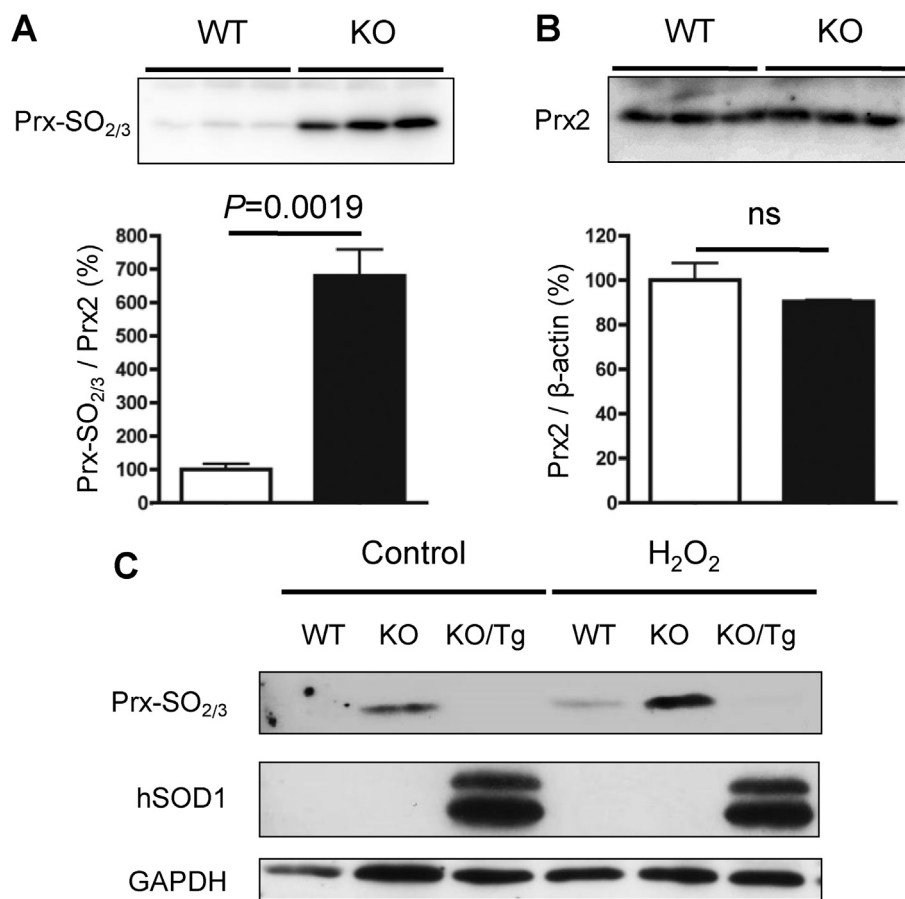 A
WT KO
Prx-SO₂/₃
P=0.0019
Prx-SO₂/₃ / Prx2 (%)
800
700
600
500
400
300
200
100
0
B
WT KO
Prx2
ns
Prx2 / β-actin (%)
120
100
80
60
40
20
0
C
Control H₂O₂
WT KO KO/Tg WT KO KO/Tg
Prx-SO₂/₃
hSOD1
GAPDH